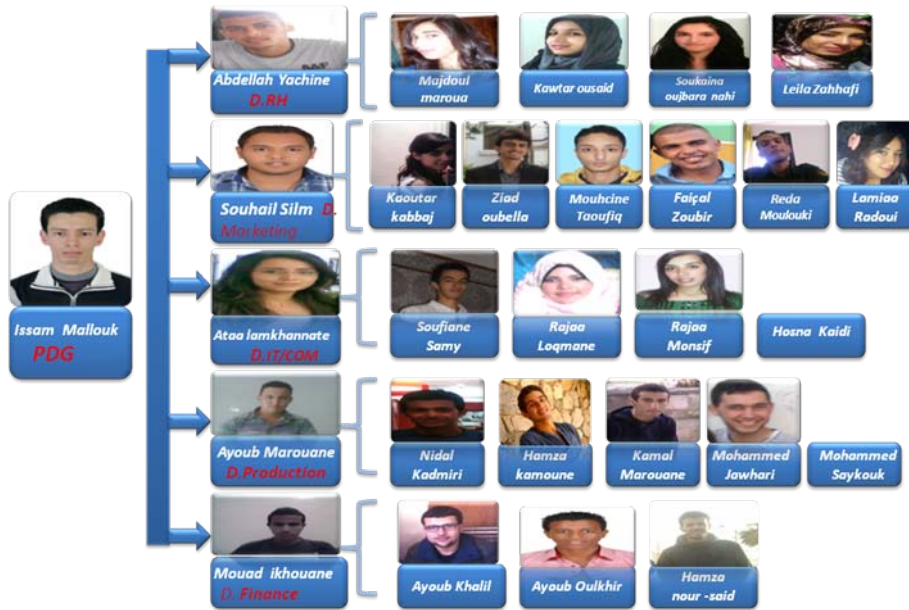 Issam Mallouk
PDG
Abdellah Yachine
D.RH
Majdoul
maroua
Kawtar ousaid
Soukaina
oujbara nahi
Leila Zahhafi
Souhail Silm D.
Marketing
Kaoutar
kabbaj
Ziad
oubella
Mouhcine
Taoufiq
Faiçal
Zoubir
Reda
Moulouki
Lamiaa
Radoui
Ataa lamkhannate
D.IT/COM
Soufiane
Samy
Rajaa
Loqmane
Rajaa
Monsif
Hosna Kaidi
Ayoub Marouane
D.Production
Nidal
Kadmiri
Hamza
kamoune
Kamal
Marouane
Mohammed
Jawhari
Mohammed
Saykouk
Mouad ikhouane
D. Finance
Ayoub Khalil
Ayoub Oulkhir
Hamza
nour -said